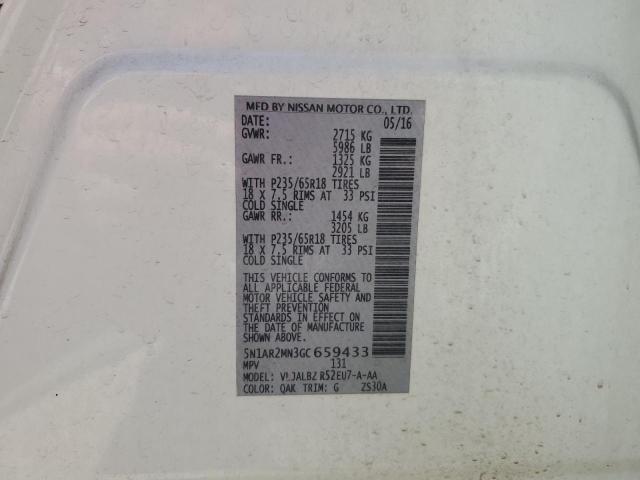 MFD BY NISSAN MOTOR CO., LTD.
DATE: 05/16
GVWR: 2715 KG
5986 LB
GAWR FR.: 1325 KG
2921 LB
WITH P235/65R18 TIRES
18 X 7.5 RIMS AT 33 PSI
COLD SINGLE
GAWR RR.: 1454 KG
3205 LB
WITH P235/65R18 TIRES
18 X 7.5 RIMS AT 33 PSI
COLD SINGLE
THIS VEHICLE CONFORMS TO
ALL APPLICABLE FEDERAL
MOTOR VEHICLE SAFETY AND
THEFT PREVENTION
STANDARDS IN EFFECT ON
THE DATE OF MANUFACTURE
SHOWN ABOVE.
5N1AR2MN3GC659433
MPV 131
MODEL: VLJALBZ R52EU7-A-AA
COLOR: QAK TRIM: G ZS30A